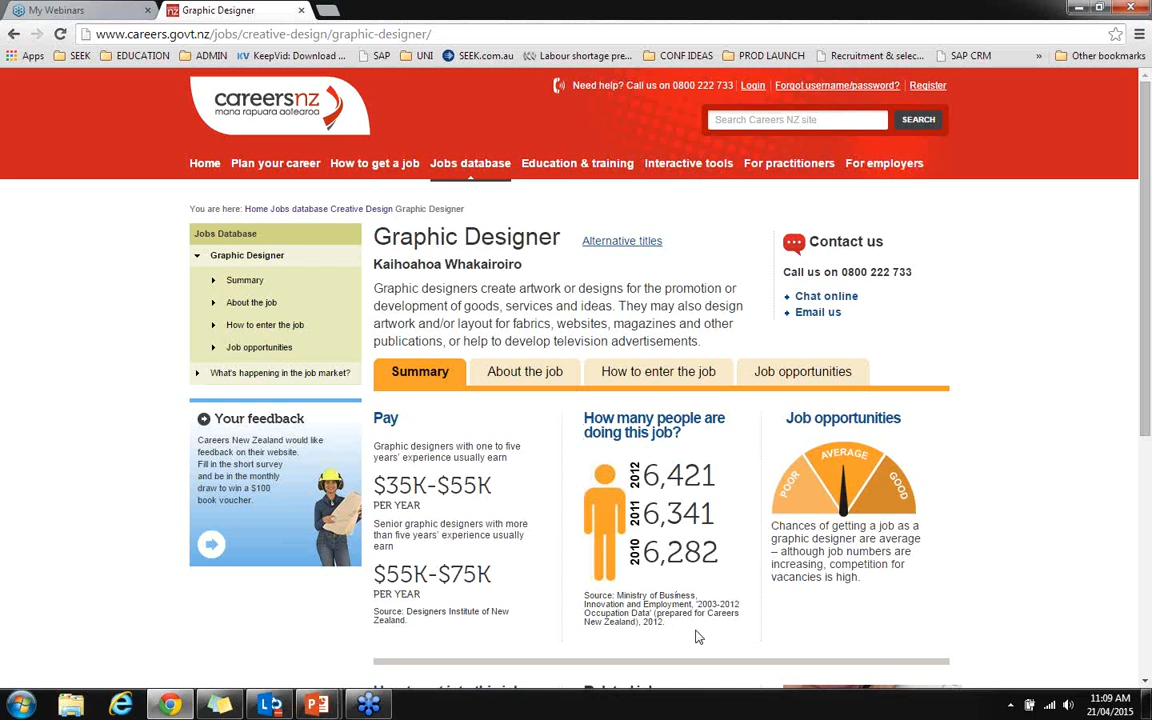 My Webinars
Graphic Designer
www.careers.govt.nz/jobs/creative-design/graphic-designer/
Apps SEEK EDUCATION ADMIN KeepVid: Download ... SAP UNI SEEK.com.au Labour shortage pre... CONF IDEAS PROD LAUNCH Recruitment & selec... SAP CRM » Other bookmarks
Need help? Call us on 0800 222 733 Login Forgot username/password? Register
careersnz
mana rapuara aotearoa
Search Careers NZ site SEARCH
Home Plan your career How to get a job Jobs database Education & training Interactive tools For practitioners For employers
You are here: Home Jobs database Creative Design Graphic Designer
Jobs Database
Graphic Designer
Summary
About the job
How to enter the job
Job opportunities
What's happening in the job market?
Your feedback
Careers New Zealand would like
feedback on their website.
Fill in the short survey
and be in the monthly
draw to win a $100
book voucher.
Graphic Designer Alternative titles
Kaihoahoa Whakairoiro
Graphic designers create artwork or designs for the promotion or
development of goods, services and ideas. They may also design
artwork and/or layout for fabrics, websites, magazines and other
publications, or help to develop television advertisements.
Contact us
Call us on 0800 222 733
Chat online
Email us
Summary About the job How to enter the job Job opportunities
Pay
Graphic designers with one to five
years' experience usually earn
$35K-$55K
PER YEAR
Senior graphic designers with more
than five years' experience usually
earn
$55K-$75K
PER YEAR
Source: Designers Institute of New
Zealand.
How many people are
doing this job?
2012 6,421
2011 6,341
2010 6,282
Source: Ministry of Business,
Innovation and Employment, '2003-2012
Occupation Data' (prepared for Careers
New Zealand), 2012.
Job opportunities
POOR AVERAGE GOOD
Chances of getting a job as a
graphic designer are average
– although job numbers are
increasing, competition for
vacancies is high.
11:09 AM
21/04/2015